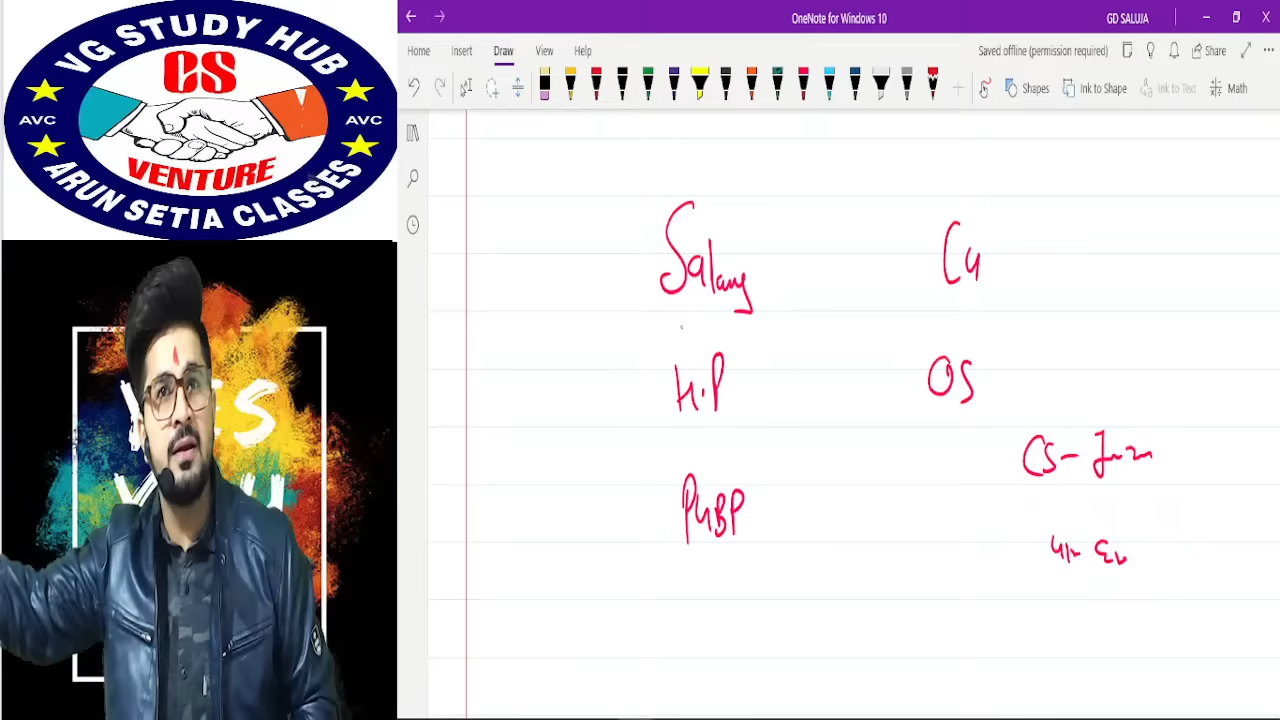 VG STUDY HUB
CS
AVC
AVC
VENTURE
ARUN SETIA CLASSES
OneNote for Windows 10
GD SALUJA
Home Insert Draw View Help
Saved offline (permission required)
Share
Shapes
Ink to Shape
Ink to Text
Math
Salary
H.P
PGBP
OS
CS-
YES